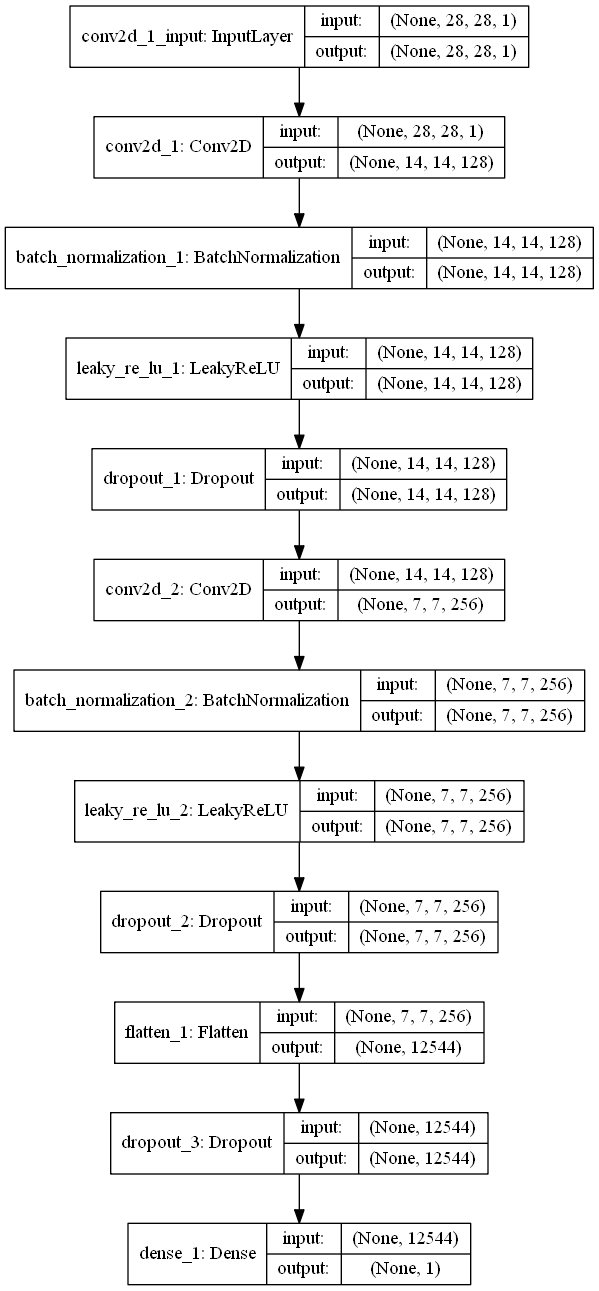 conv2d_1_input: InputLayer
input: (None, 28, 28, 1)
output: (None, 28, 28, 1)
conv2d_1: Conv2D
input: (None, 28, 28, 1)
output: (None, 14, 14, 128)
batch_normalization_1: BatchNormalization
input: (None, 14, 14, 128)
output: (None, 14, 14, 128)
leaky_re_lu_1: LeakyReLU
input: (None, 14, 14, 128)
output: (None, 14, 14, 128)
dropout_1: Dropout
input: (None, 14, 14, 128)
output: (None, 14, 14, 128)
conv2d_2: Conv2D
input: (None, 14, 14, 128)
output: (None, 7, 7, 256)
batch_normalization_2: BatchNormalization
input: (None, 7, 7, 256)
output: (None, 7, 7, 256)
leaky_re_lu_2: LeakyReLU
input: (None, 7, 7, 256)
output: (None, 7, 7, 256)
dropout_2: Dropout
input: (None, 7, 7, 256)
output: (None, 7, 7, 256)
flatten_1: Flatten
input: (None, 7, 7, 256)
output: (None, 12544)
dropout_3: Dropout
input: (None, 12544)
output: (None, 12544)
dense_1: Dense
input: (None, 12544)
output: (None, 1)